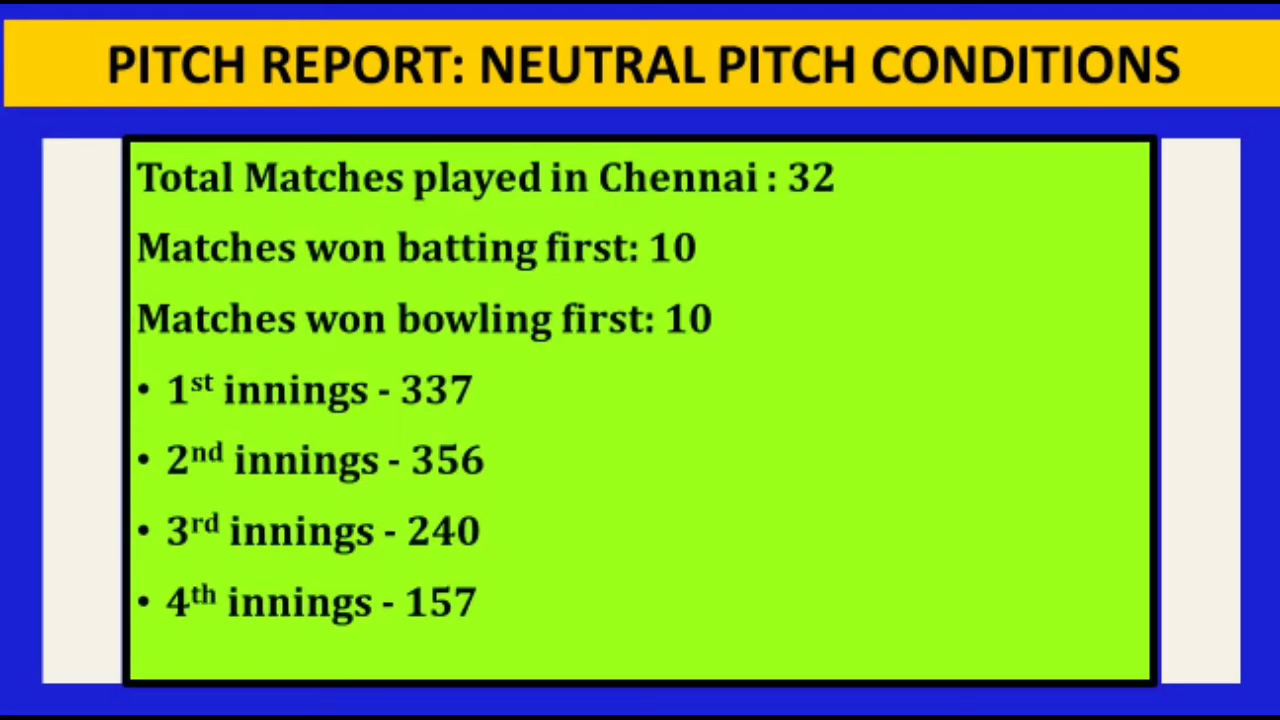 PITCH REPORT: NEUTRAL PITCH CONDITIONS
Total Matches played in Chennai : 32
Matches won batting first: 10
Matches won bowling first: 10
• 1st innings - 337
• 2nd innings - 356
• 3rd innings - 240
• 4th innings - 157